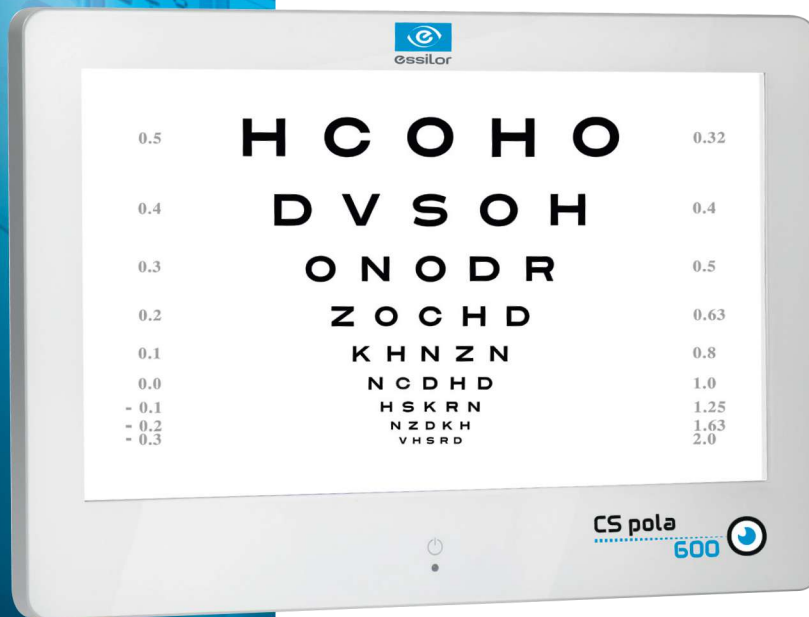 essilor
0.5 H C O H O 0.32
0.4 D V S O H 0.4
0.3 O N O D R 0.5
0.2 Z O C H D 0.63
0.1 K H N Z N 0.8
0.0 N C D H D 1.0
- 0.1 H S K R N 1.25
- 0.2 N Z D K H 1.63
- 0.3 V H S R D 2.0
CS pola
600